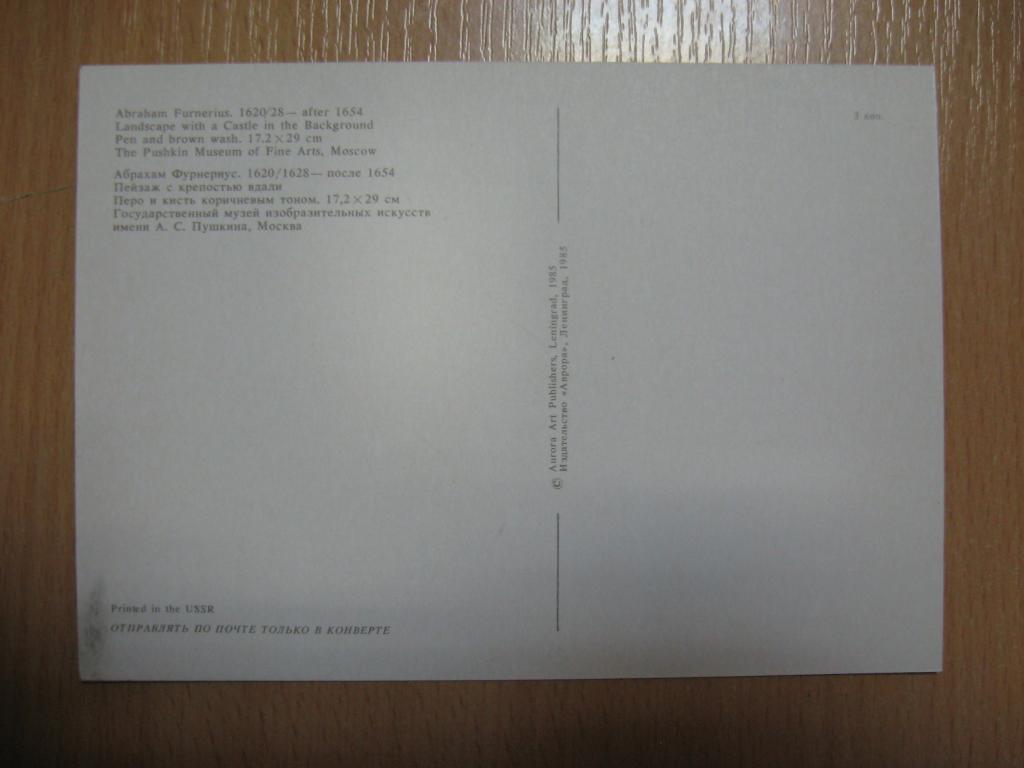 Abraham Furnerius. 1620/28— after 1654
Landscape with a Castle in the Background
Pen and brown wash. 17.2×29 cm
The Pushkin Museum of Fine Arts, Moscow
Абрахам Фурнериус. 1620/1628— после 1654
Пейзаж с крепостью вдали
Перо и кисть коричневым тоном. 17,2×29 см
Государственный музей изобразительных искусств
имени А. С. Пушкина, Москва
Printed in the USSR
ОТПРАВЛЯТЬ ПО ПОЧТЕ ТОЛЬКО В КОНВЕРТЕ
© Aurora Art Publishers, Leningrad, 1985
Издательство «Аврора», Ленинград, 1985
3 коп.